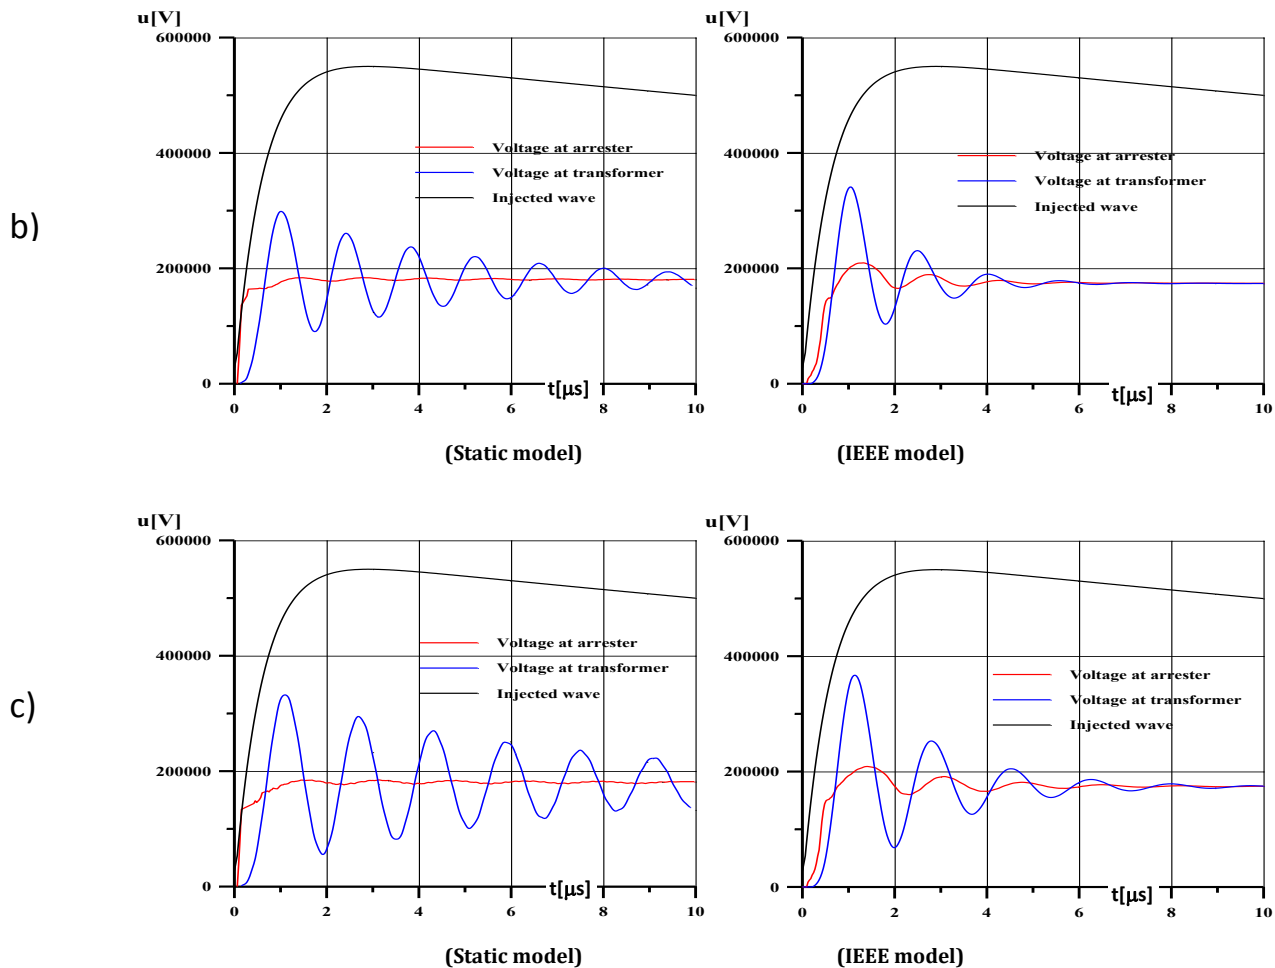 b)
u[V]
600000
400000
200000
0
Voltage at arrester
Voltage at transformer
Injected wave
t[μs]
0 2 4 6 8 10
(Static model)
u[V]
600000
400000
200000
0
Voltage at arrester
Voltage at transformer
Injected wave
t[μs]
0 2 4 6 8 10
(IEEE model)
c)
u[V]
600000
400000
200000
0
Voltage at arrester
Voltage at transformer
Injected wave
t[μs]
0 2 4 6 8 10
(Static model)
u[V]
600000
400000
200000
0
Voltage at arrester
Voltage at transformer
Injected wave
t[μs]
0 2 4 6 8 10
(IEEE model)